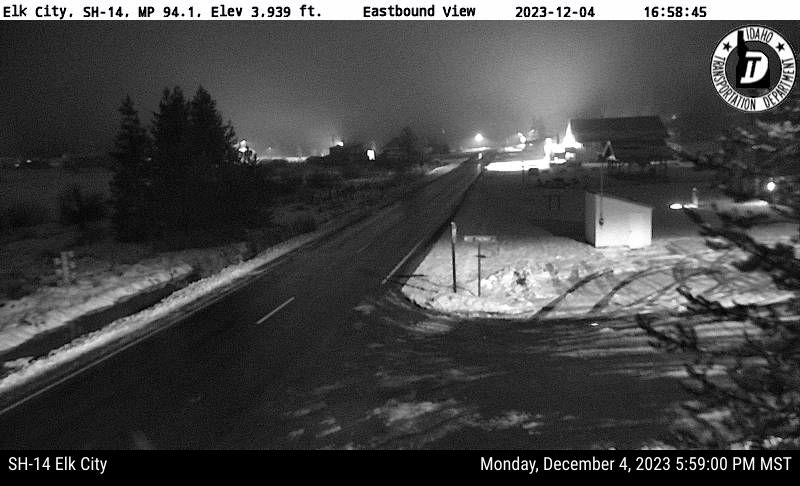 Elk City, SH-14, MP 94.1, Elev 3,939 ft. Eastbound View 2023-12-04 16:58:45
IDAHO
TRANSPORTATION DEPARTMENT
SH-14 Elk City Monday, December 4, 2023 5:59:00 PM MST